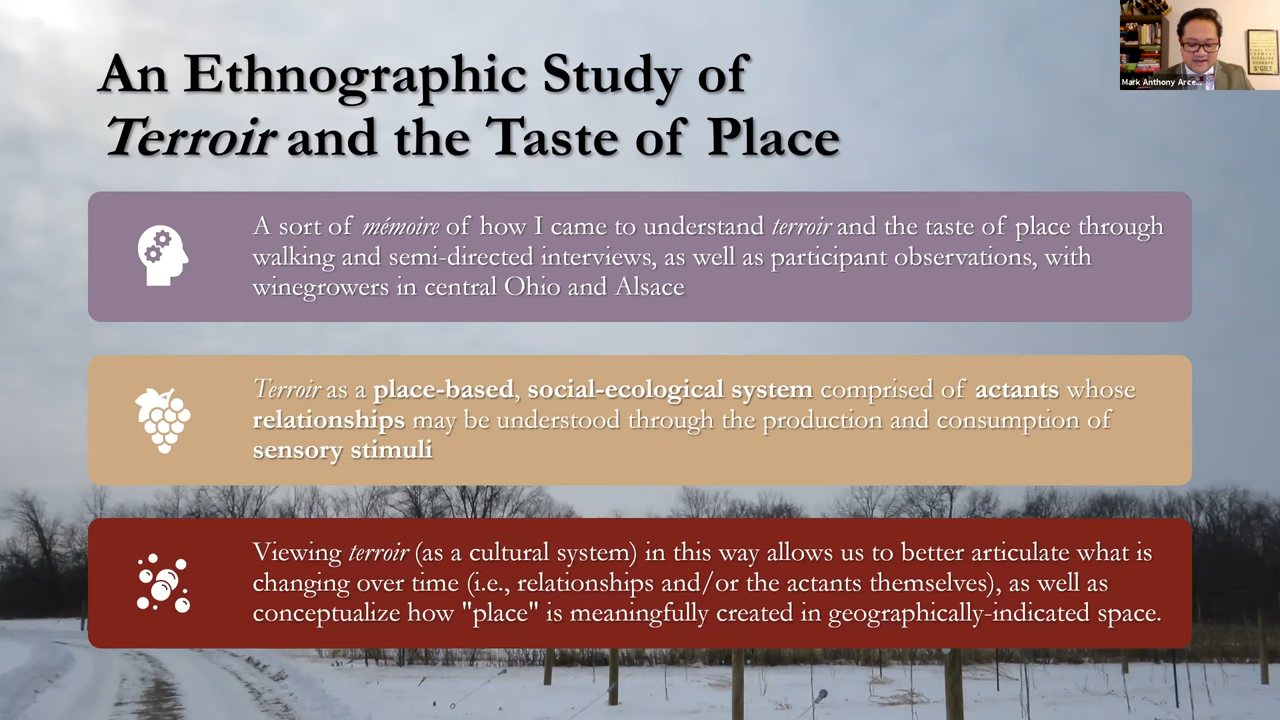 An Ethnographic Study of
Terroir and the Taste of Place
Mark Anthony Arce...
A sort of mémoire of how I came to understand terroir and the taste of place through
walking and semi-directed interviews, as well as participant observations, with
winegrowers in central Ohio and Alsace
Terroir as a place-based, social-ecological system comprised of actants whose
relationships may be understood through the production and consumption of
sensory stimuli
Viewing terroir (as a cultural system) in this way allows us to better articulate what is
changing over time (i.e., relationships and/or the actants themselves), as well as
conceptualize how "place" is meaningfully created in geographically-indicated space.